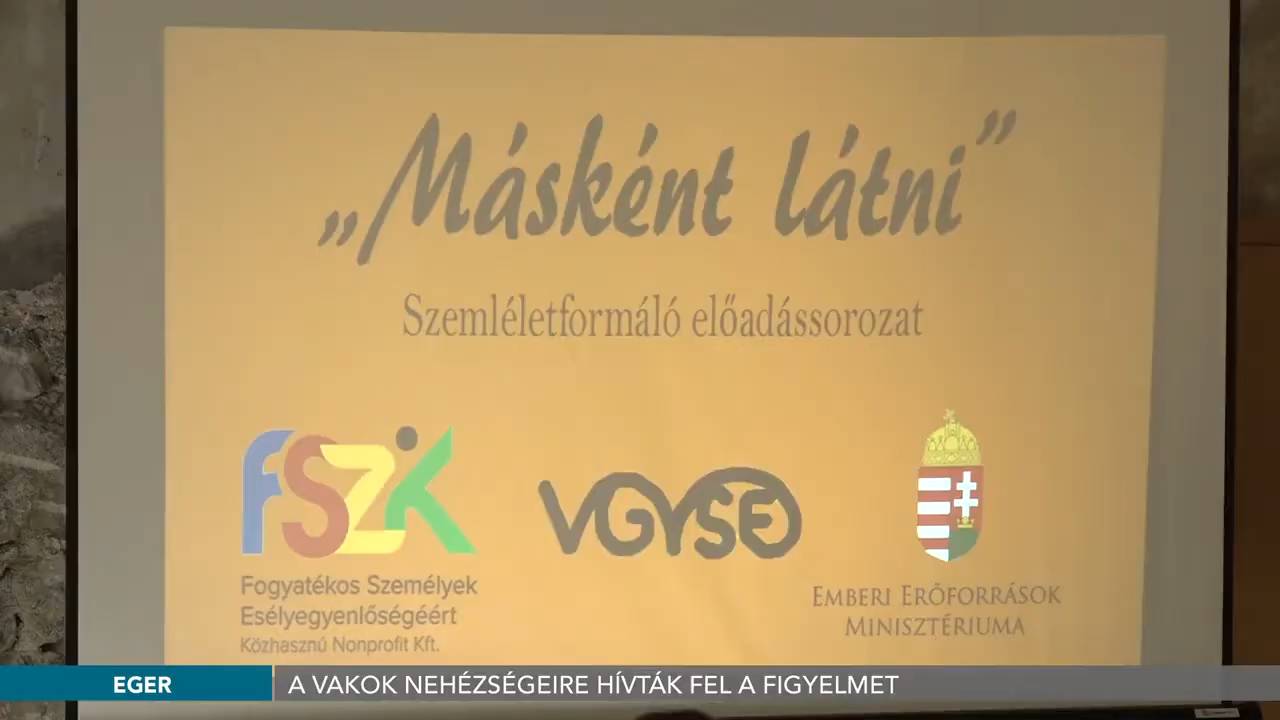 „Másként látni”
Szemléletformáló előadássorozat
FSZK
Fogyatékos Személyek
Esélyegyenlőségéért
Közhasznú Nonprofit Kft.
VGYSE
EMBERI ERŐFORRÁSOK
MINISZTÉRIUMA
EGER
A VAKOK NEHÉZSÉGEIRE HÍVTÁK FEL A FIGYELMET